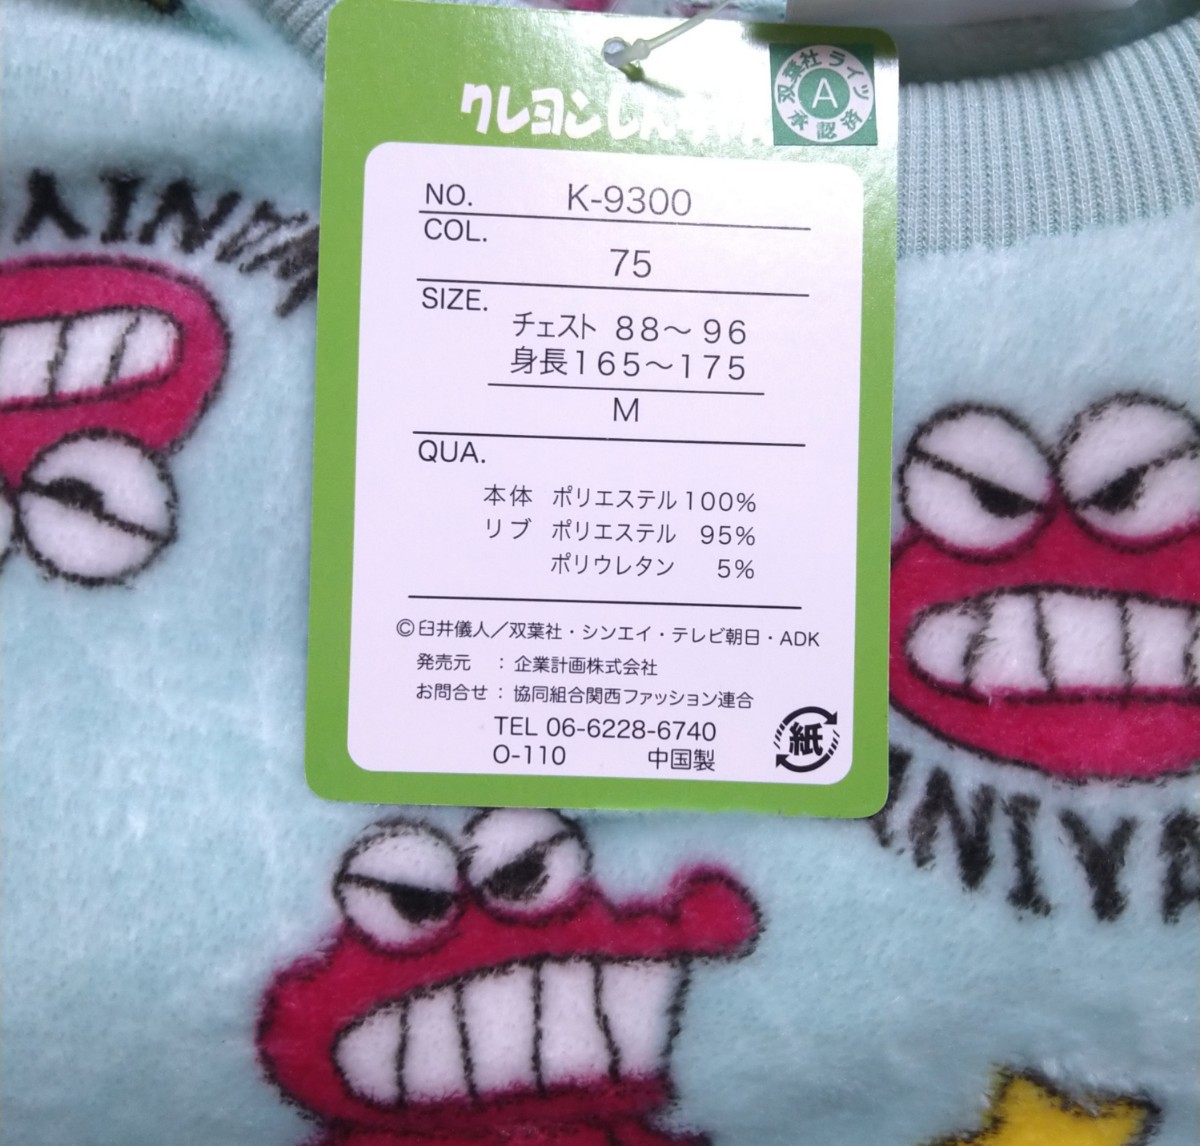 クレヨンしん
双葉社ライツ
A
承認済
NO. K-9300
COL. 75
SIZE. チェスト 88〜96
身長165〜175
M
QUA.
本体 ポリエステル100%
リブ ポリエステル 95%
ポリウレタン 5%
©臼井儀人／双葉社・シンエイ・テレビ朝日・ADK
発売元 ：企業計画株式会社
お問合せ：協同組合関西ファッション連合
TEL 06-6228-6740
O-110 中国製
紙
WANIY
ANIYA